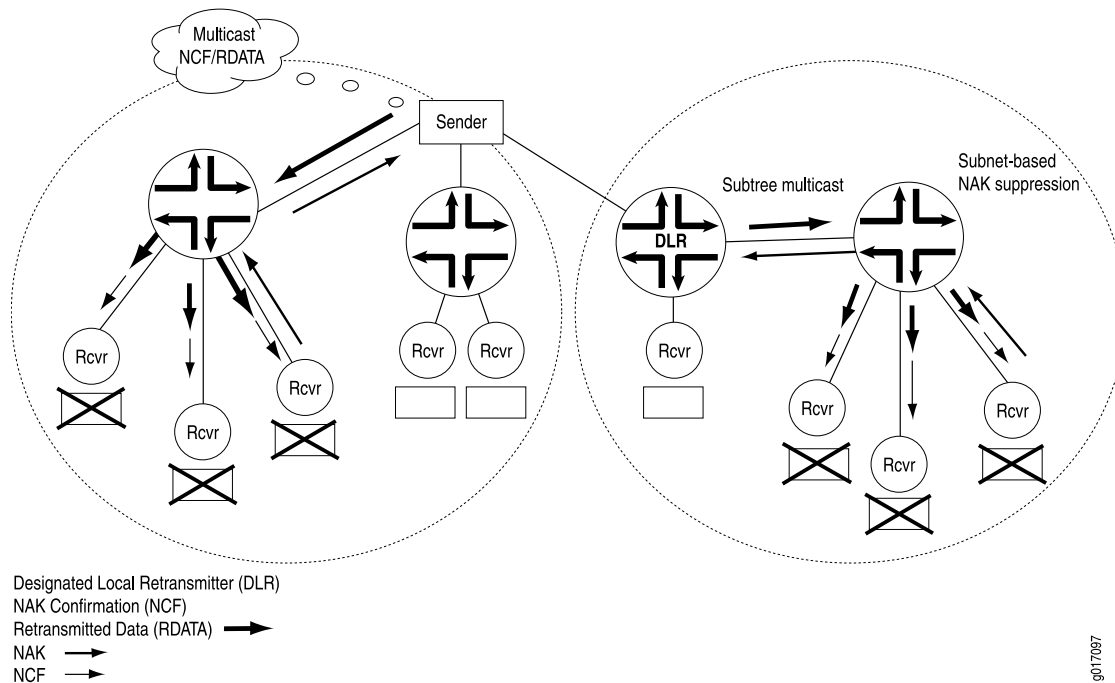 Multicast
NCF/RDATA
Sender
Subtree multicast
Subnet-based
NAK suppression
DLR
Rcvr
Rcvr
Rcvr
Rcvr
Rcvr
Rcvr
Rcvr
Rcvr
Rcvr
Designated Local Retransmitter (DLR)
NAK Confirmation (NCF)
Retransmitted Data (RDATA)
NAK
NCF
g017097